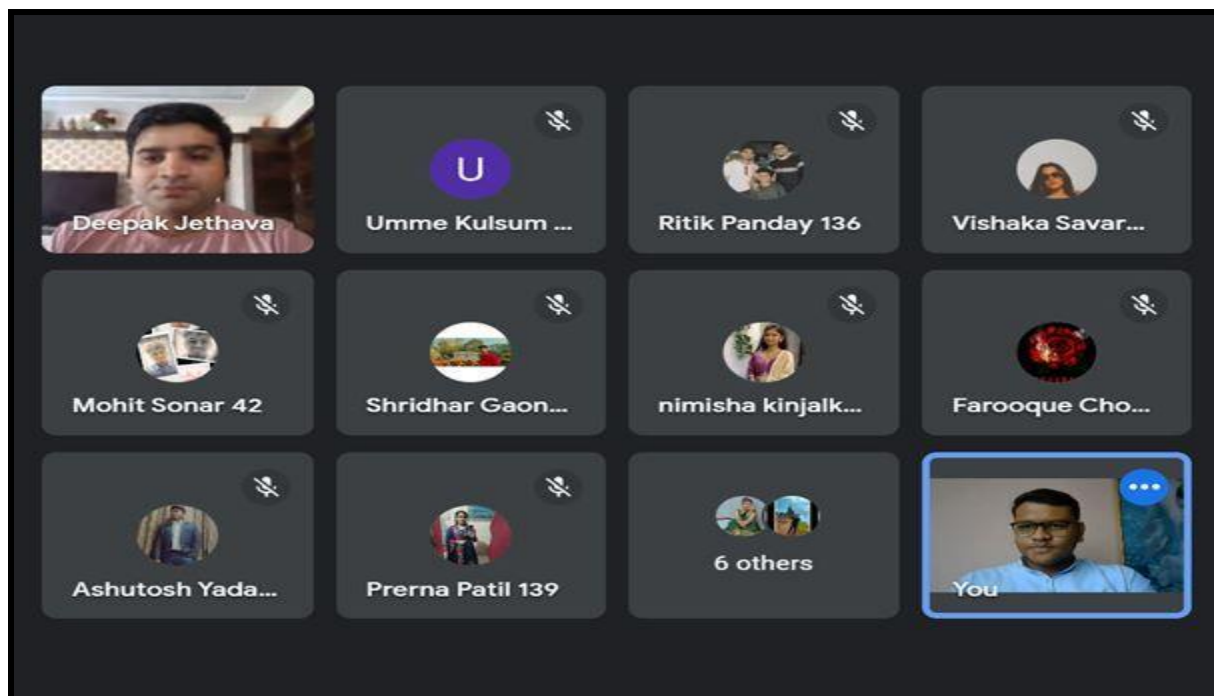 Deepak Jethava
U
Umme Kulsum ...
Ritik Panday 136
Vishaka Savar...
Mohit Sonar 42
Shridhar Gaon...
nimisha kinjalk...
Farooque Cho...
Ashutosh Yada...
Prerna Patil 139
6 others
You